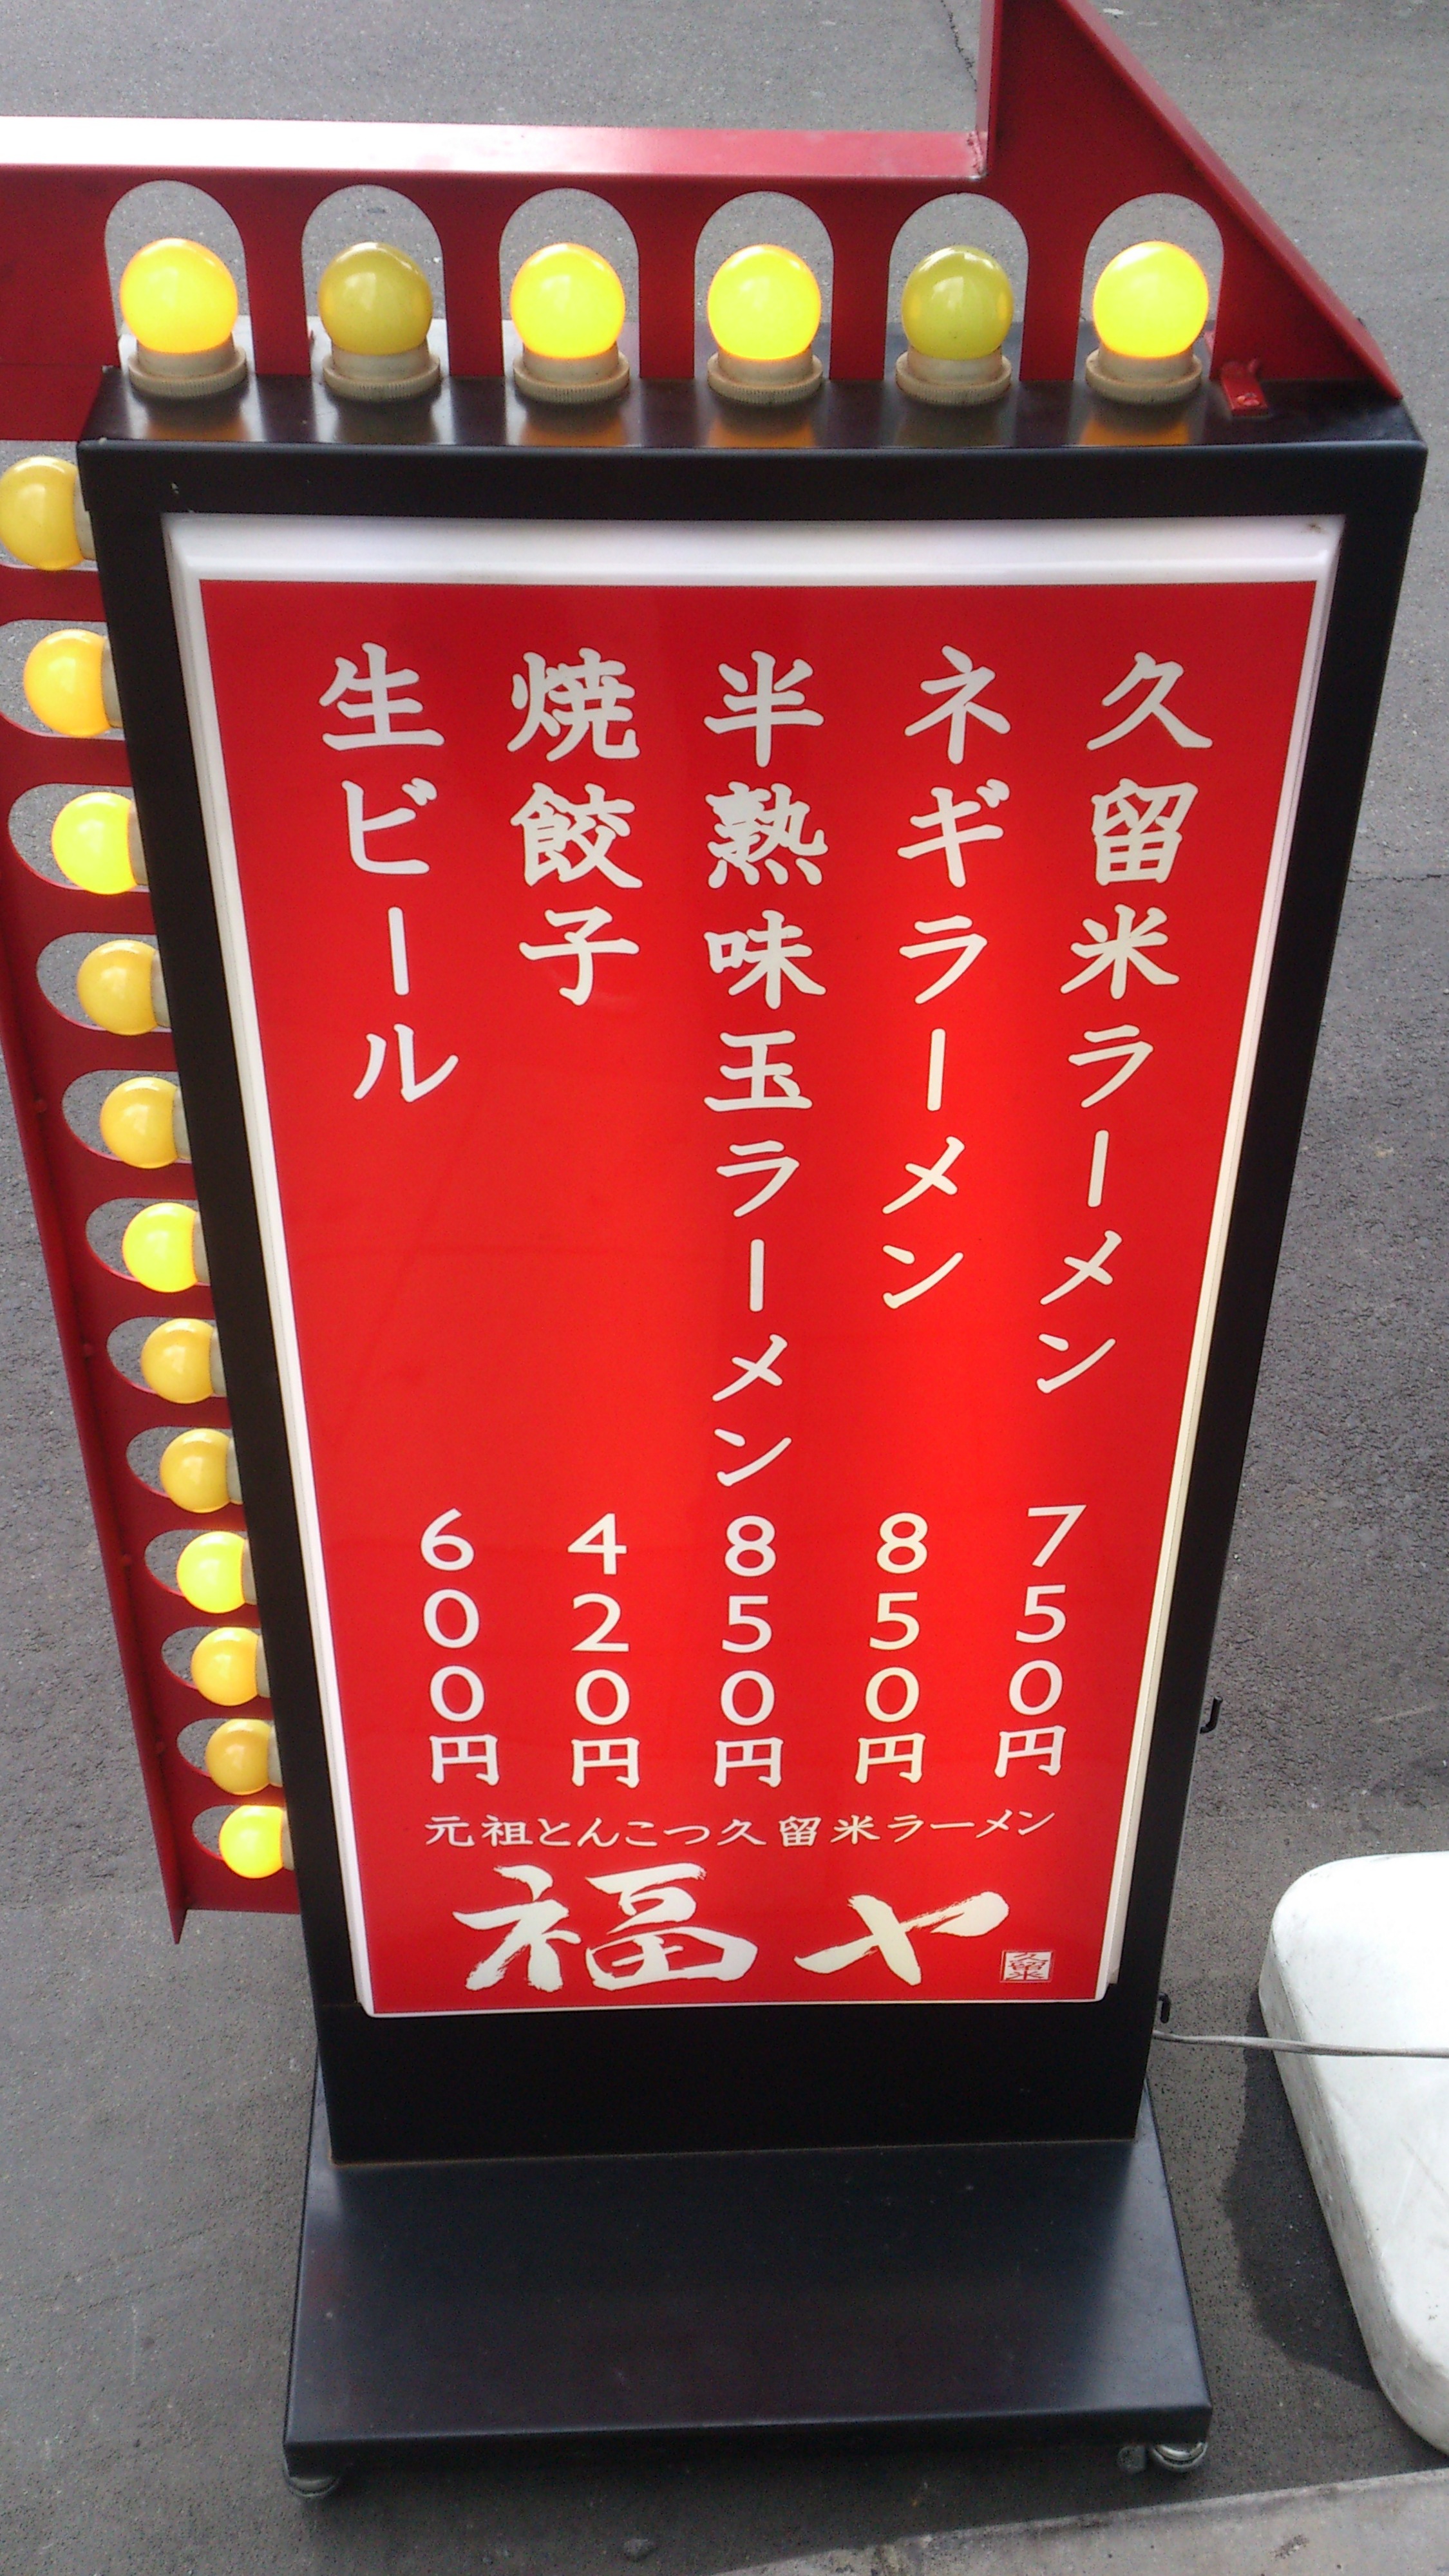 久留米ラーメン 750円
ネギラーメン 850円
半熟味玉ラーメン 850円
焼餃子 420円
生ビール 600円
元祖とんこつ久留米ラーメン
福ヤ
久留米